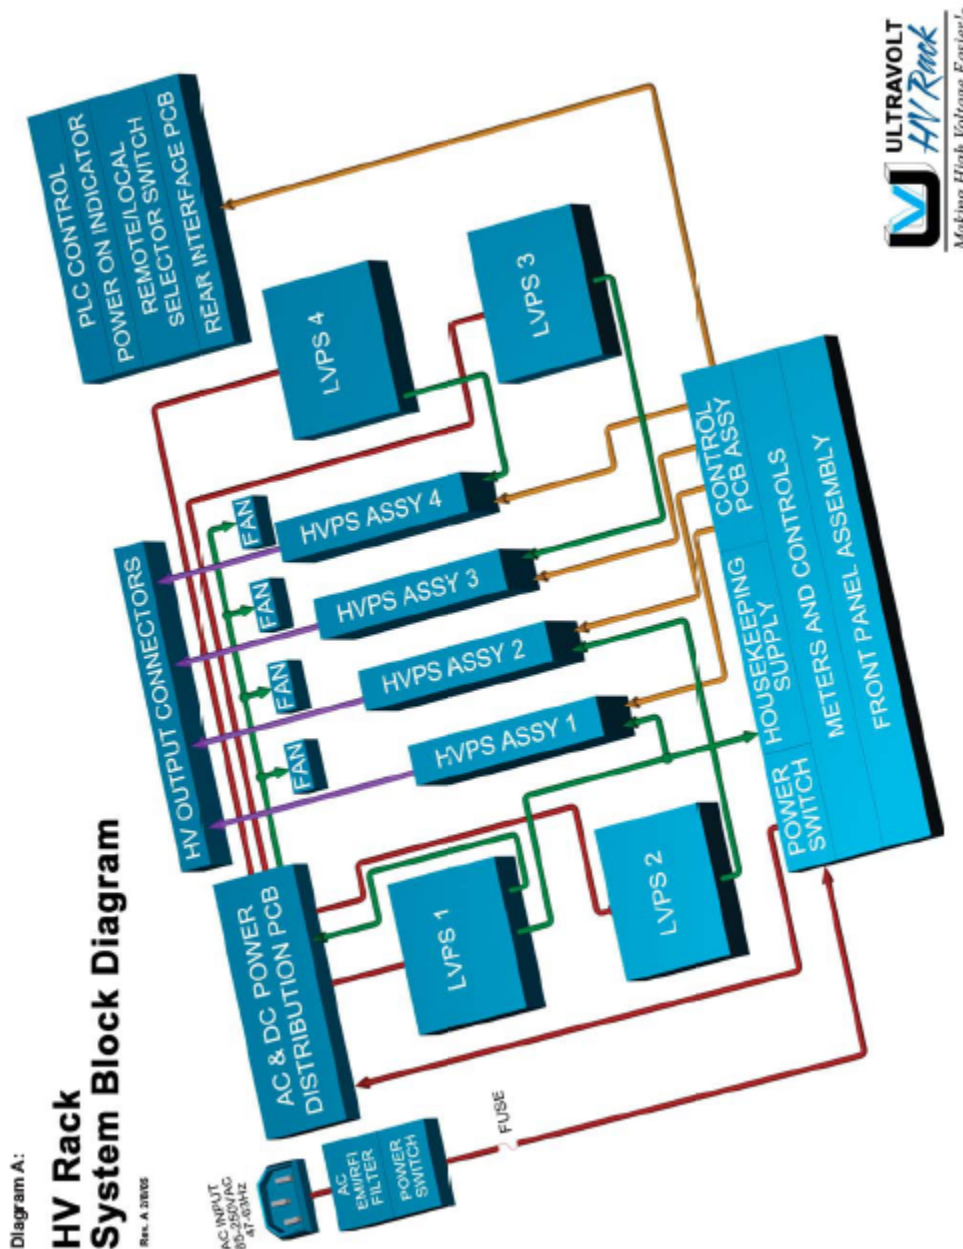 Diagram A:
HV Rack
System Block Diagram
AC INPUT
47-63Hz
AC
EMI/RFI
FILTER
POWER
SWITCH
FUSE
AC & DC POWER
DISTRIBUTION PCB
HV OUTPUT CONNECTORS
FAN
FAN
FAN
FAN
LVPS 1
LVPS 2
HVPS ASSY 1
HVPS ASSY 2
HVPS ASSY 3
HVPS ASSY 4
LVPS 4
LVPS 3
PLC CONTROL
POWER ON INDICATOR
REMOTE/LOCAL
SELECTOR SWITCH
REAR INTERFACE PCB
POWER
SWITCH
HOUSEKEEPING
SUPPLY
CONTROL
PCB ASSY
METERS AND CONTROLS
FRONT PANEL ASSEMBLY
ULTRAVOLT
HV Rack
Making High Voltage Easier!